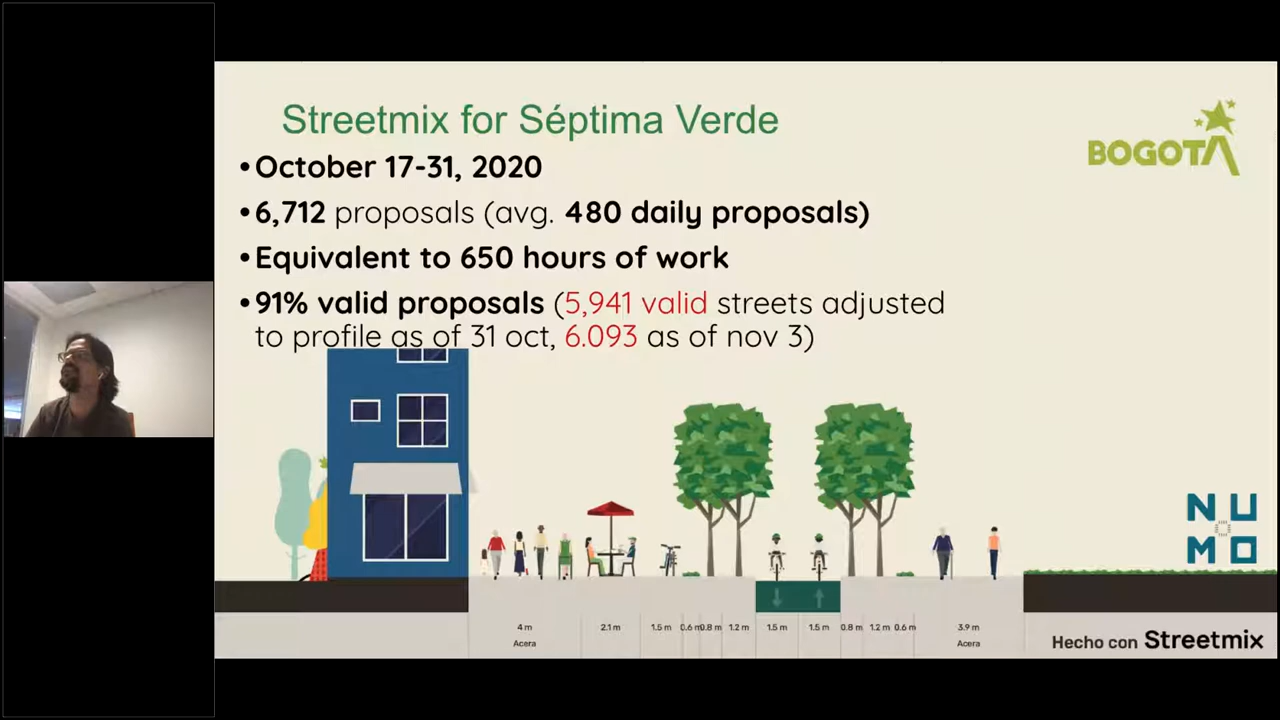 Streetmix for Séptima Verde
BOGOTÁ
•October 17-31, 2020
•6,712 proposals (avg. 480 daily proposals)
•Equivalent to 650 hours of work
•91% valid proposals (5,941 valid streets adjusted
to profile as of 31 oct, 6.093 as of nov 3)
NU
MO
4 m 2.1 m 1.5 m 0.6 m 0.8 m 1.2 m 1.5 m 1.5 m 0.8 m 1.2 m 0.6 m 3.9 m
Acera Acera
Hecho con Streetmix